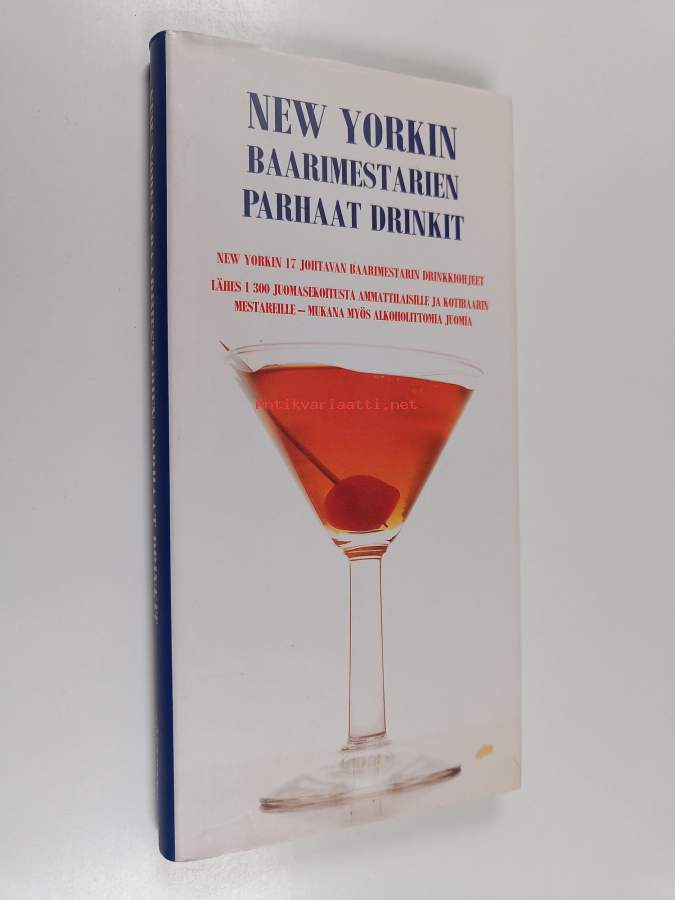 NEW YORKIN
BAARIMESTARIEN
PARHAAT DRINKIT
NEW YORKIN 17 JOHTAVAN BAARIMESTARIN DRINKKIOHJEET
LÄHES 1 300 JUOMASEKOITUSTA AMMATTILAISILLE JA KOTIBAARIN
MESTAREILLE – MUKANA MYÖS ALKOHOLITTOMIA JUOMIA
antikvariaatti.net